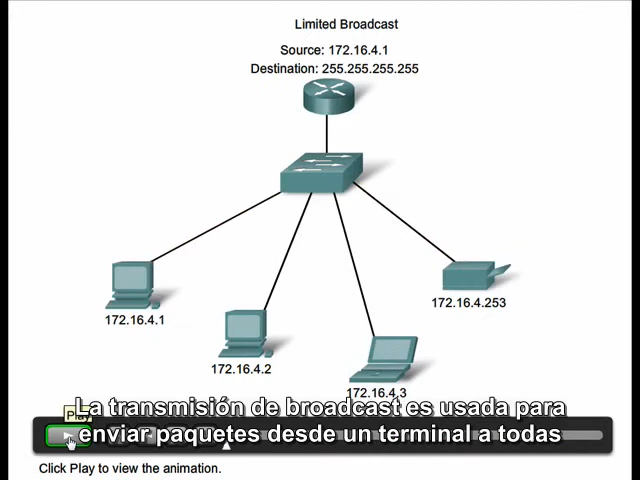 Limited Broadcast
Source: 172.16.4.1
Destination: 255.255.255.255
172.16.4.253
172.16.4.1
172.16.4.2
172.16.4.3
Play
La transmisión de broadcast es usada para
enviar paquetes desde un terminal a todas
Click Play to view the animation.